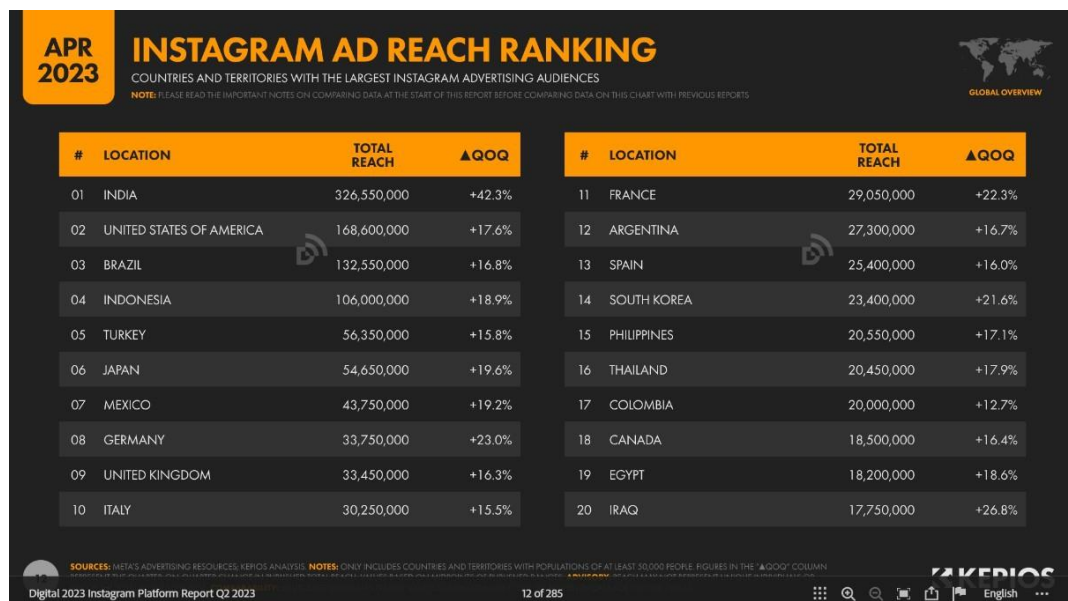 APR
2023
INSTAGRAM AD REACH RANKING
COUNTRIES AND TERRITORIES WITH THE LARGEST INSTAGRAM ADVERTISING AUDIENCES
NOTE: PLEASE READ THE IMPORTANT NOTES ON COMPARING DATA AT THE START OF THIS REPORT BEFORE COMPARING DATA ON THIS CHART WITH PREVIOUS REPORTS
GLOBAL OVERVIEW
# LOCATION TOTAL REACH ▲QOQ
01 INDIA 326,550,000 +42.3%
02 UNITED STATES OF AMERICA 168,600,000 +17.6%
03 BRAZIL 132,550,000 +16.8%
04 INDONESIA 106,000,000 +18.9%
05 TURKEY 56,350,000 +15.8%
06 JAPAN 54,650,000 +19.6%
07 MEXICO 43,750,000 +19.2%
08 GERMANY 33,750,000 +23.0%
09 UNITED KINGDOM 33,450,000 +16.3%
10 ITALY 30,250,000 +15.5%
# LOCATION TOTAL REACH ▲QOQ
11 FRANCE 29,050,000 +22.3%
12 ARGENTINA 27,300,000 +16.7%
13 SPAIN 25,400,000 +16.0%
14 SOUTH KOREA 23,400,000 +21.6%
15 PHILIPPINES 20,550,000 +17.1%
16 THAILAND 20,450,000 +17.9%
17 COLOMBIA 20,000,000 +12.7%
18 CANADA 18,500,000 +16.4%
19 EGYPT 18,200,000 +18.6%
20 IRAQ 17,750,000 +26.8%
SOURCES: META'S ADVERTISING RESOURCES; KEPIOS ANALYSIS. NOTES: ONLY INCLUDES COUNTRIES AND TERRITORIES WITH POPULATIONS OF AT LEAST 50,000 PEOPLE. FIGURES IN THE "▲QOQ" COLUMN
KEPIOS
Digital 2023 Instagram Platform Report Q2 2023
12 of 285
English